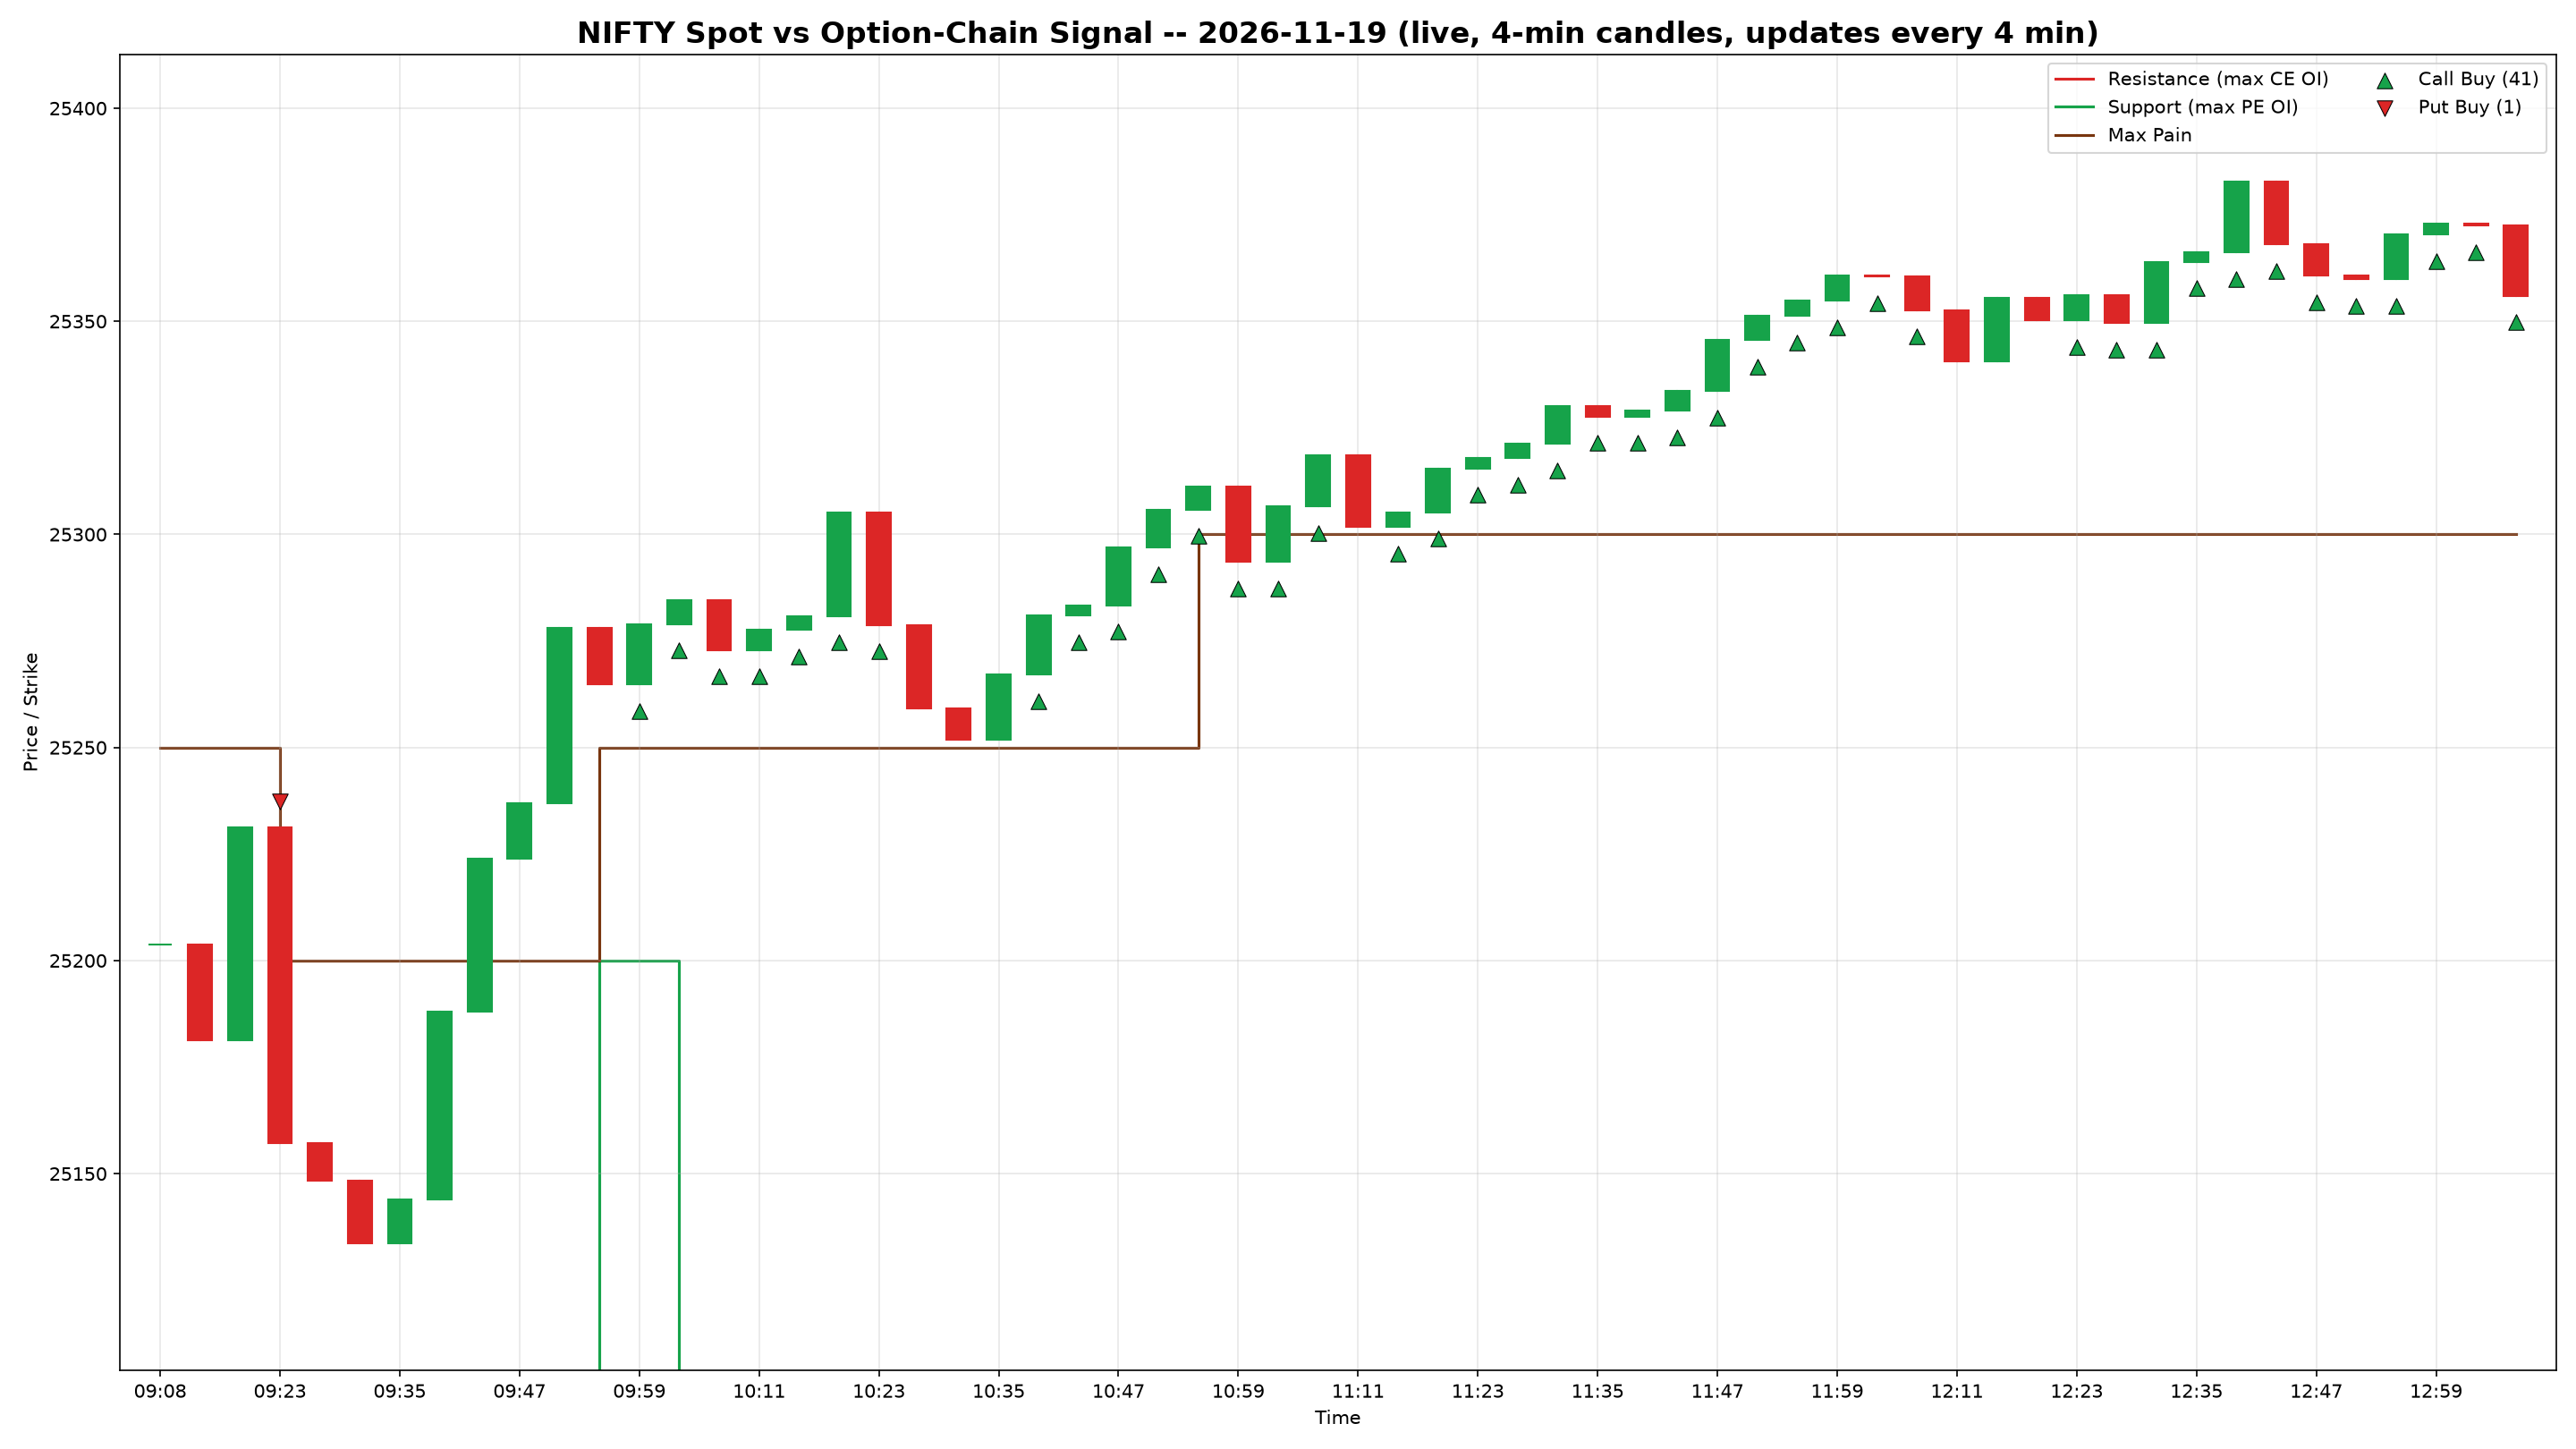 NIFTY Spot vs Option-Chain Signal -- 2026-11-19 (live, 4-min candles, updates every 4 min)
Resistance (max CE OI)
Support (max PE OI)
Max Pain
Call Buy (41)
Put Buy (1)
Price / Strike
25400
25350
25300
25250
25200
25150
09:08 09:23 09:35 09:47 09:59 10:11 10:23 10:35 10:47 10:59 11:11 11:23 11:35 11:47 11:59 12:11 12:23 12:35 12:47 12:59
Time